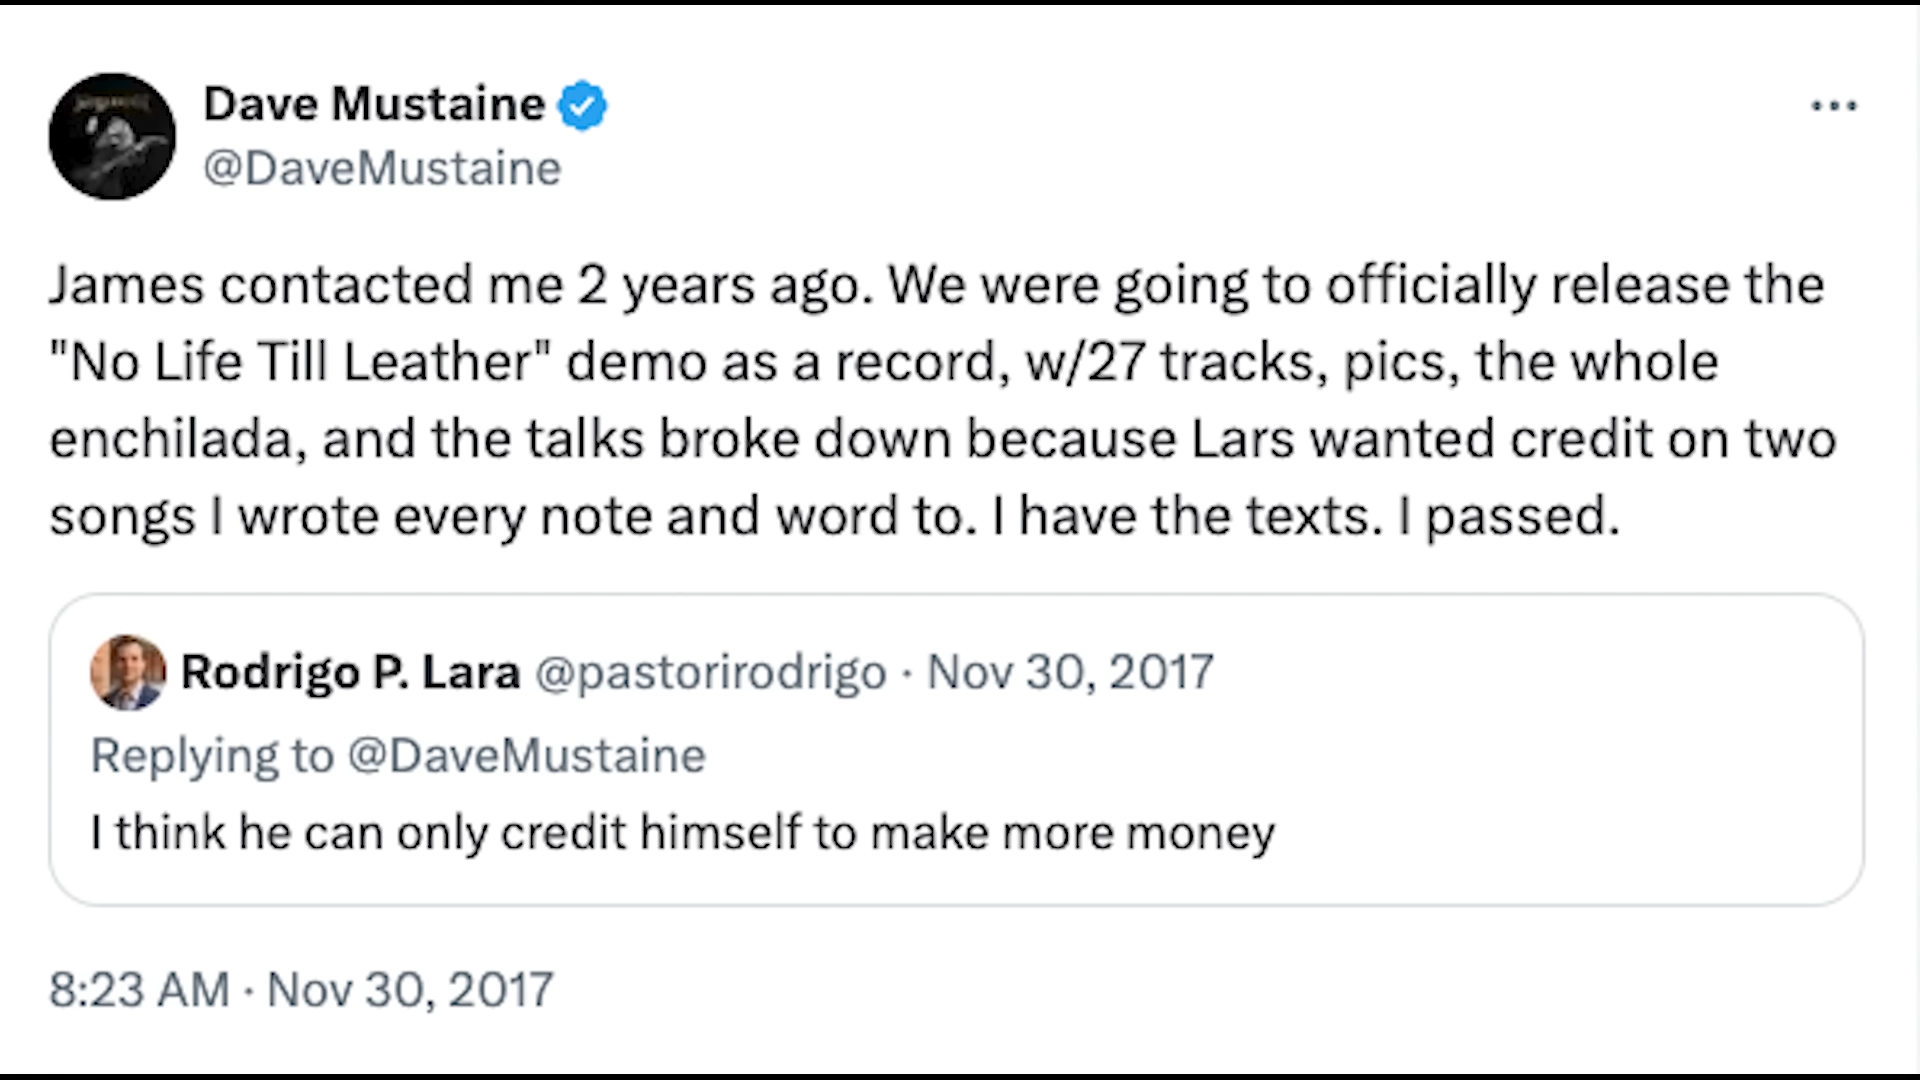 Dave Mustaine
@DaveMustaine
James contacted me 2 years ago. We were going to officially release the
"No Life Till Leather" demo as a record, w/27 tracks, pics, the whole
enchilada, and the talks broke down because Lars wanted credit on two
songs I wrote every note and word to. I have the texts. I passed.
Rodrigo P. Lara @pastorirodrigo · Nov 30, 2017
Replying to @DaveMustaine
I think he can only credit himself to make more money
8:23 AM · Nov 30, 2017